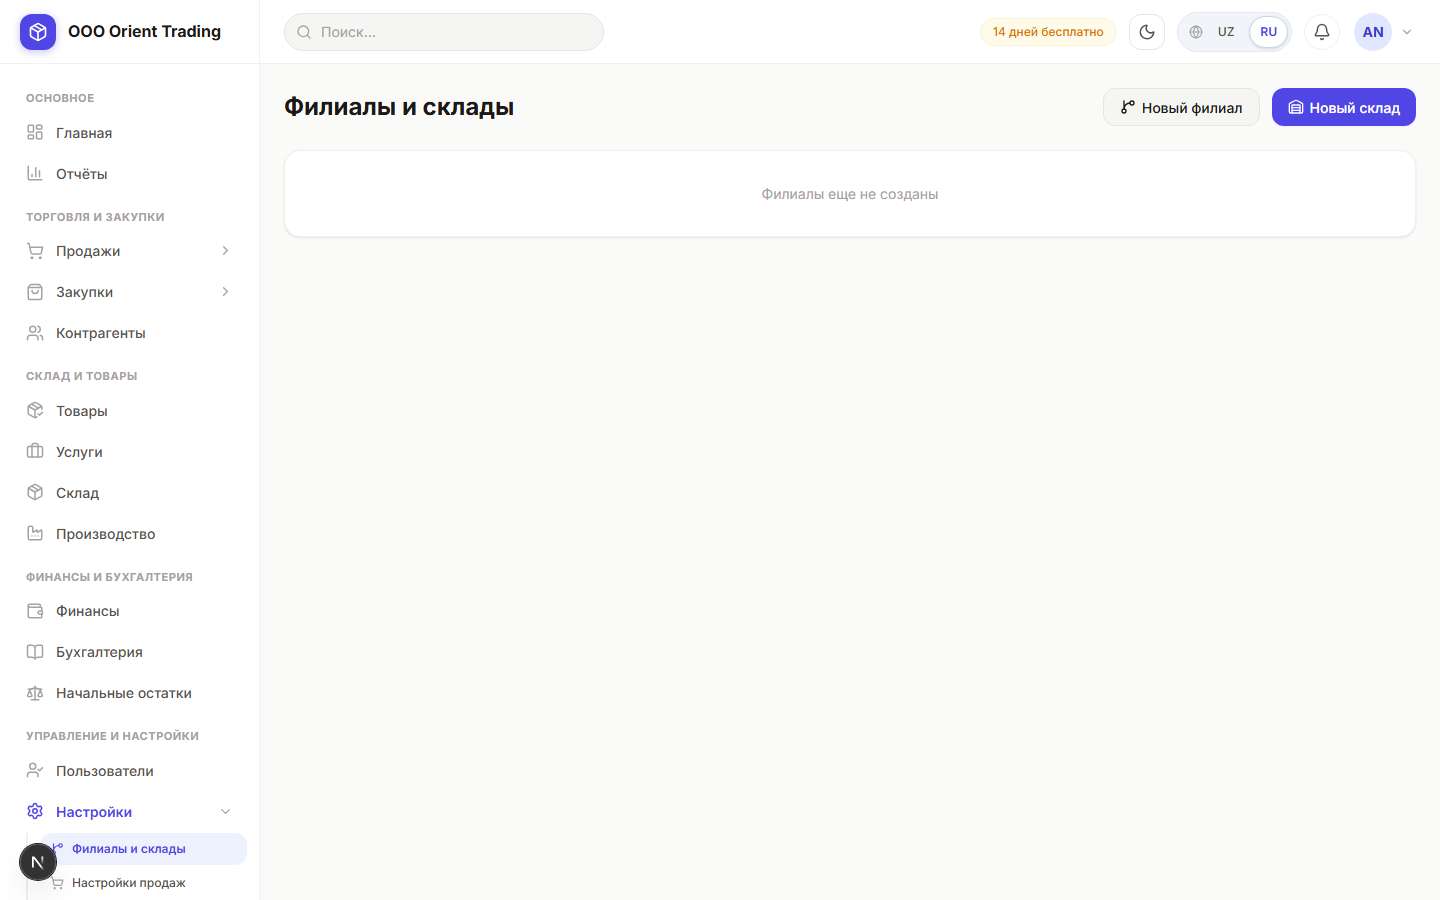 ООО Orient Trading
Поиск...
14 дней бесплатно
UZ
RU
AN
ОСНОВНОЕ
Главная
Отчёты
ТОРГОВЛЯ И ЗАКУПКИ
Продажи
Закупки
Контрагенты
СКЛАД И ТОВАРЫ
Товары
Услуги
Склад
Производство
ФИНАНСЫ И БУХГАЛТЕРИЯ
Финансы
Бухгалтерия
Начальные остатки
УПРАВЛЕНИЕ И НАСТРОЙКИ
Пользователи
Настройки
Филиалы и склады
N
Настройки продаж
Филиалы и склады
Новый филиал
Новый склад
Филиалы еще не созданы